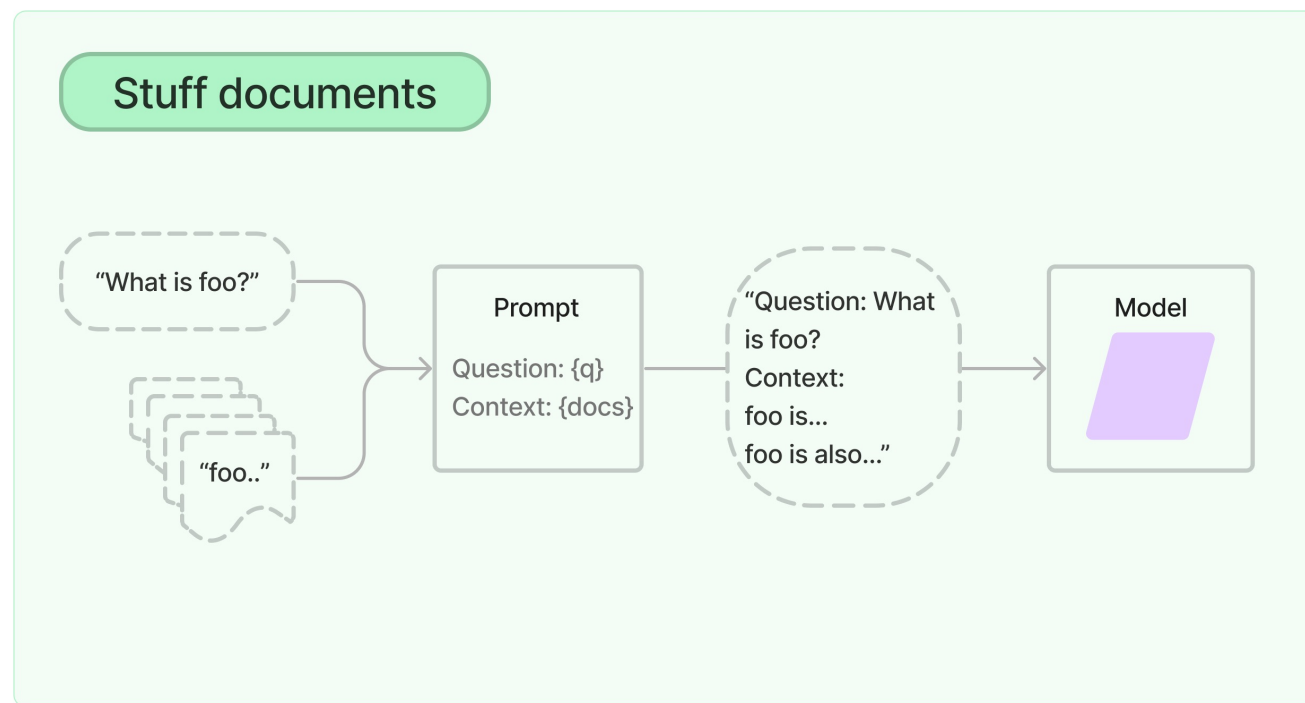 Stuff documents
“What is foo?”
“foo..”
Prompt
Question: {q}
Context: {docs}
“Question: What
is foo?
Context:
foo is...
foo is also...”
Model